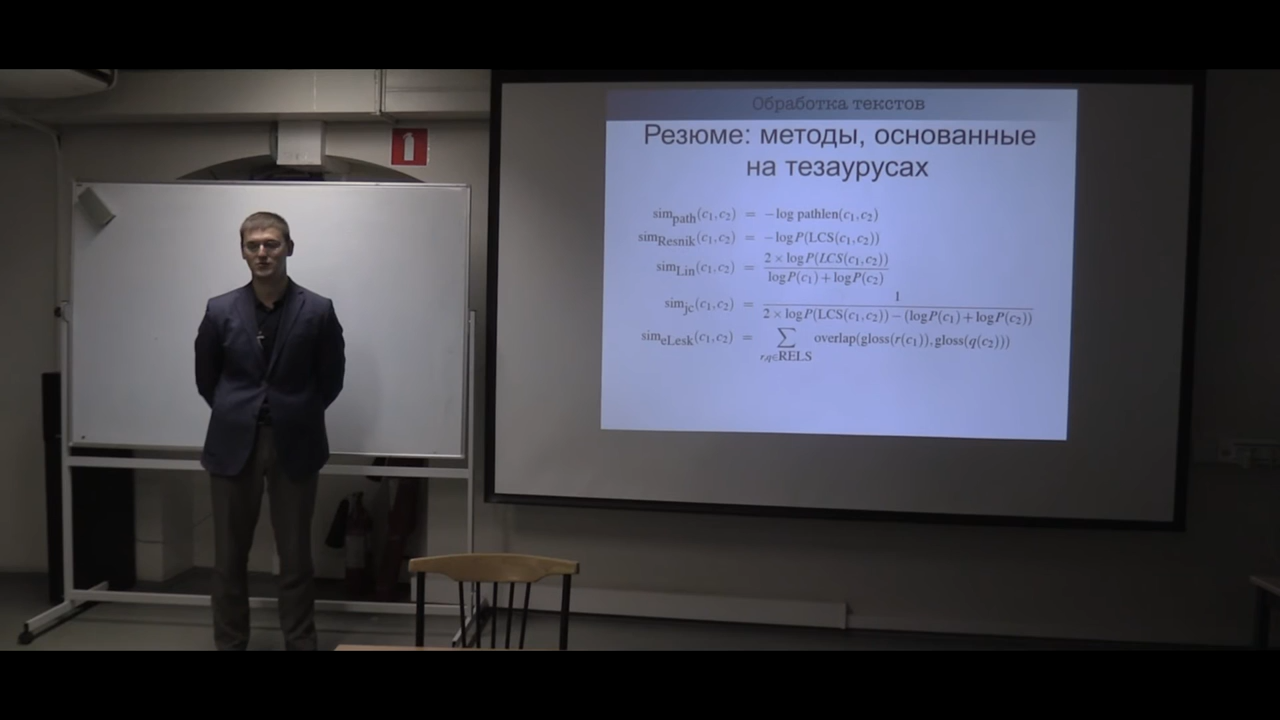 Обработка текстов
Резюме: методы, основанные
на тезаурусах
sim_path(c₁,c₂) = −log pathlen(c₁,c₂)
sim_Resnik(c₁,c₂) = −log P(LCS(c₁,c₂))
sim_Lin(c₁,c₂) = 2 × log P(LCS(c₁,c₂)) / log P(c₁) + log P(c₂)
sim_jc(c₁,c₂) = 1 / 2 × log P(LCS(c₁,c₂)) − (log P(c₁) + log P(c₂))
sim_eLesk(c₁,c₂) = ∑ r,q∈RELS overlap(gloss(r(c₁)),gloss(q(c₂)))